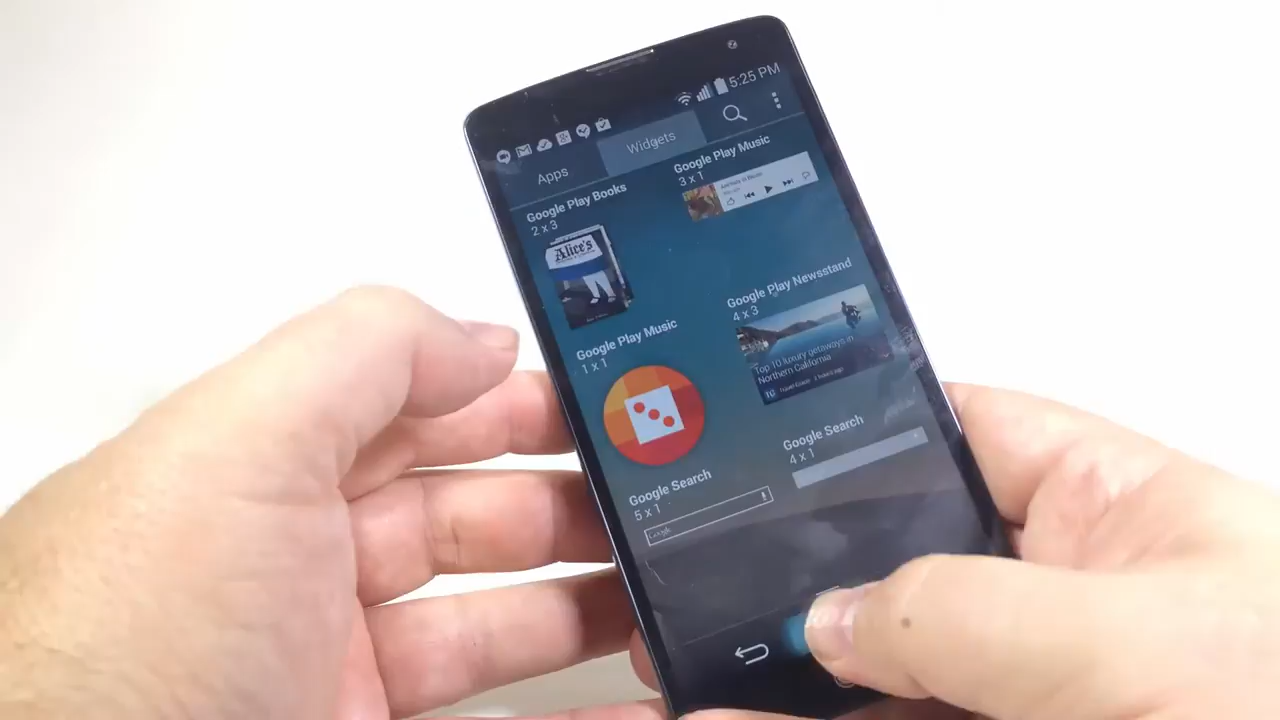 5:25 PM
Apps
Widgets
Google Play Books
2 x 3
Alice's
Google Play Music
3 x 1
Google Play Music
1 x 1
Google Play Newsstand
4 x 3
Top 10 luxury getaways in
Northern California
Google Search
5 x 1
Google
Google Search
4 x 1